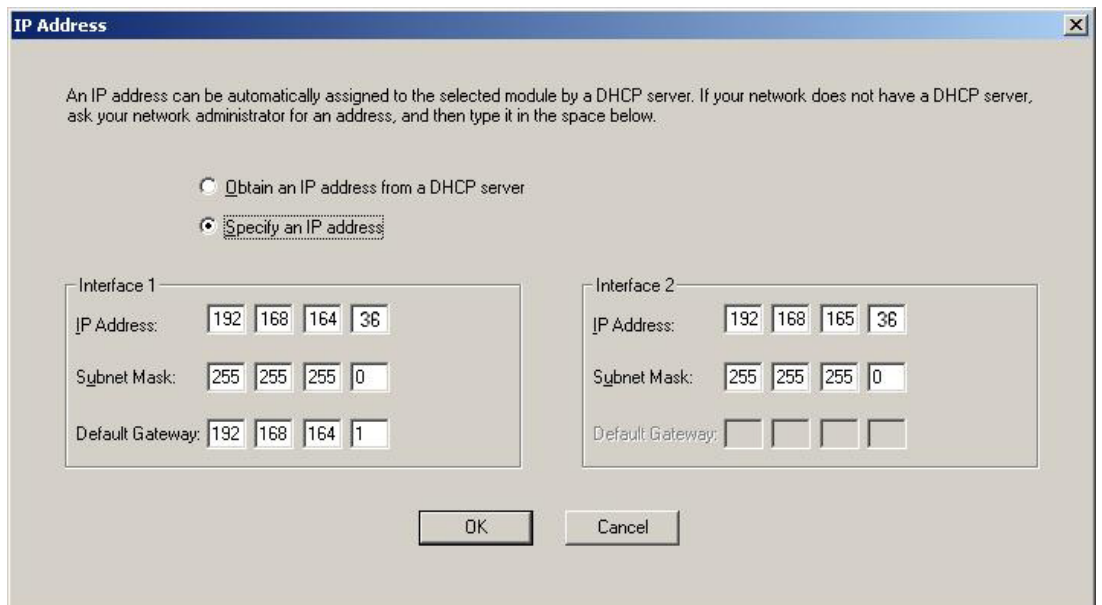 IP Address
An IP address can be automatically assigned to the selected module by a DHCP server. If your network does not have a DHCP server,
ask your network administrator for an address, and then type it in the space below.
Obtain an IP address from a DHCP server
Specify an IP address
Interface 1
IP Address: 192 168 164 36
Subnet Mask: 255 255 255 0
Default Gateway: 192 168 164 1
Interface 2
IP Address: 192 168 165 36
Subnet Mask: 255 255 255 0
Default Gateway:
OK
Cancel